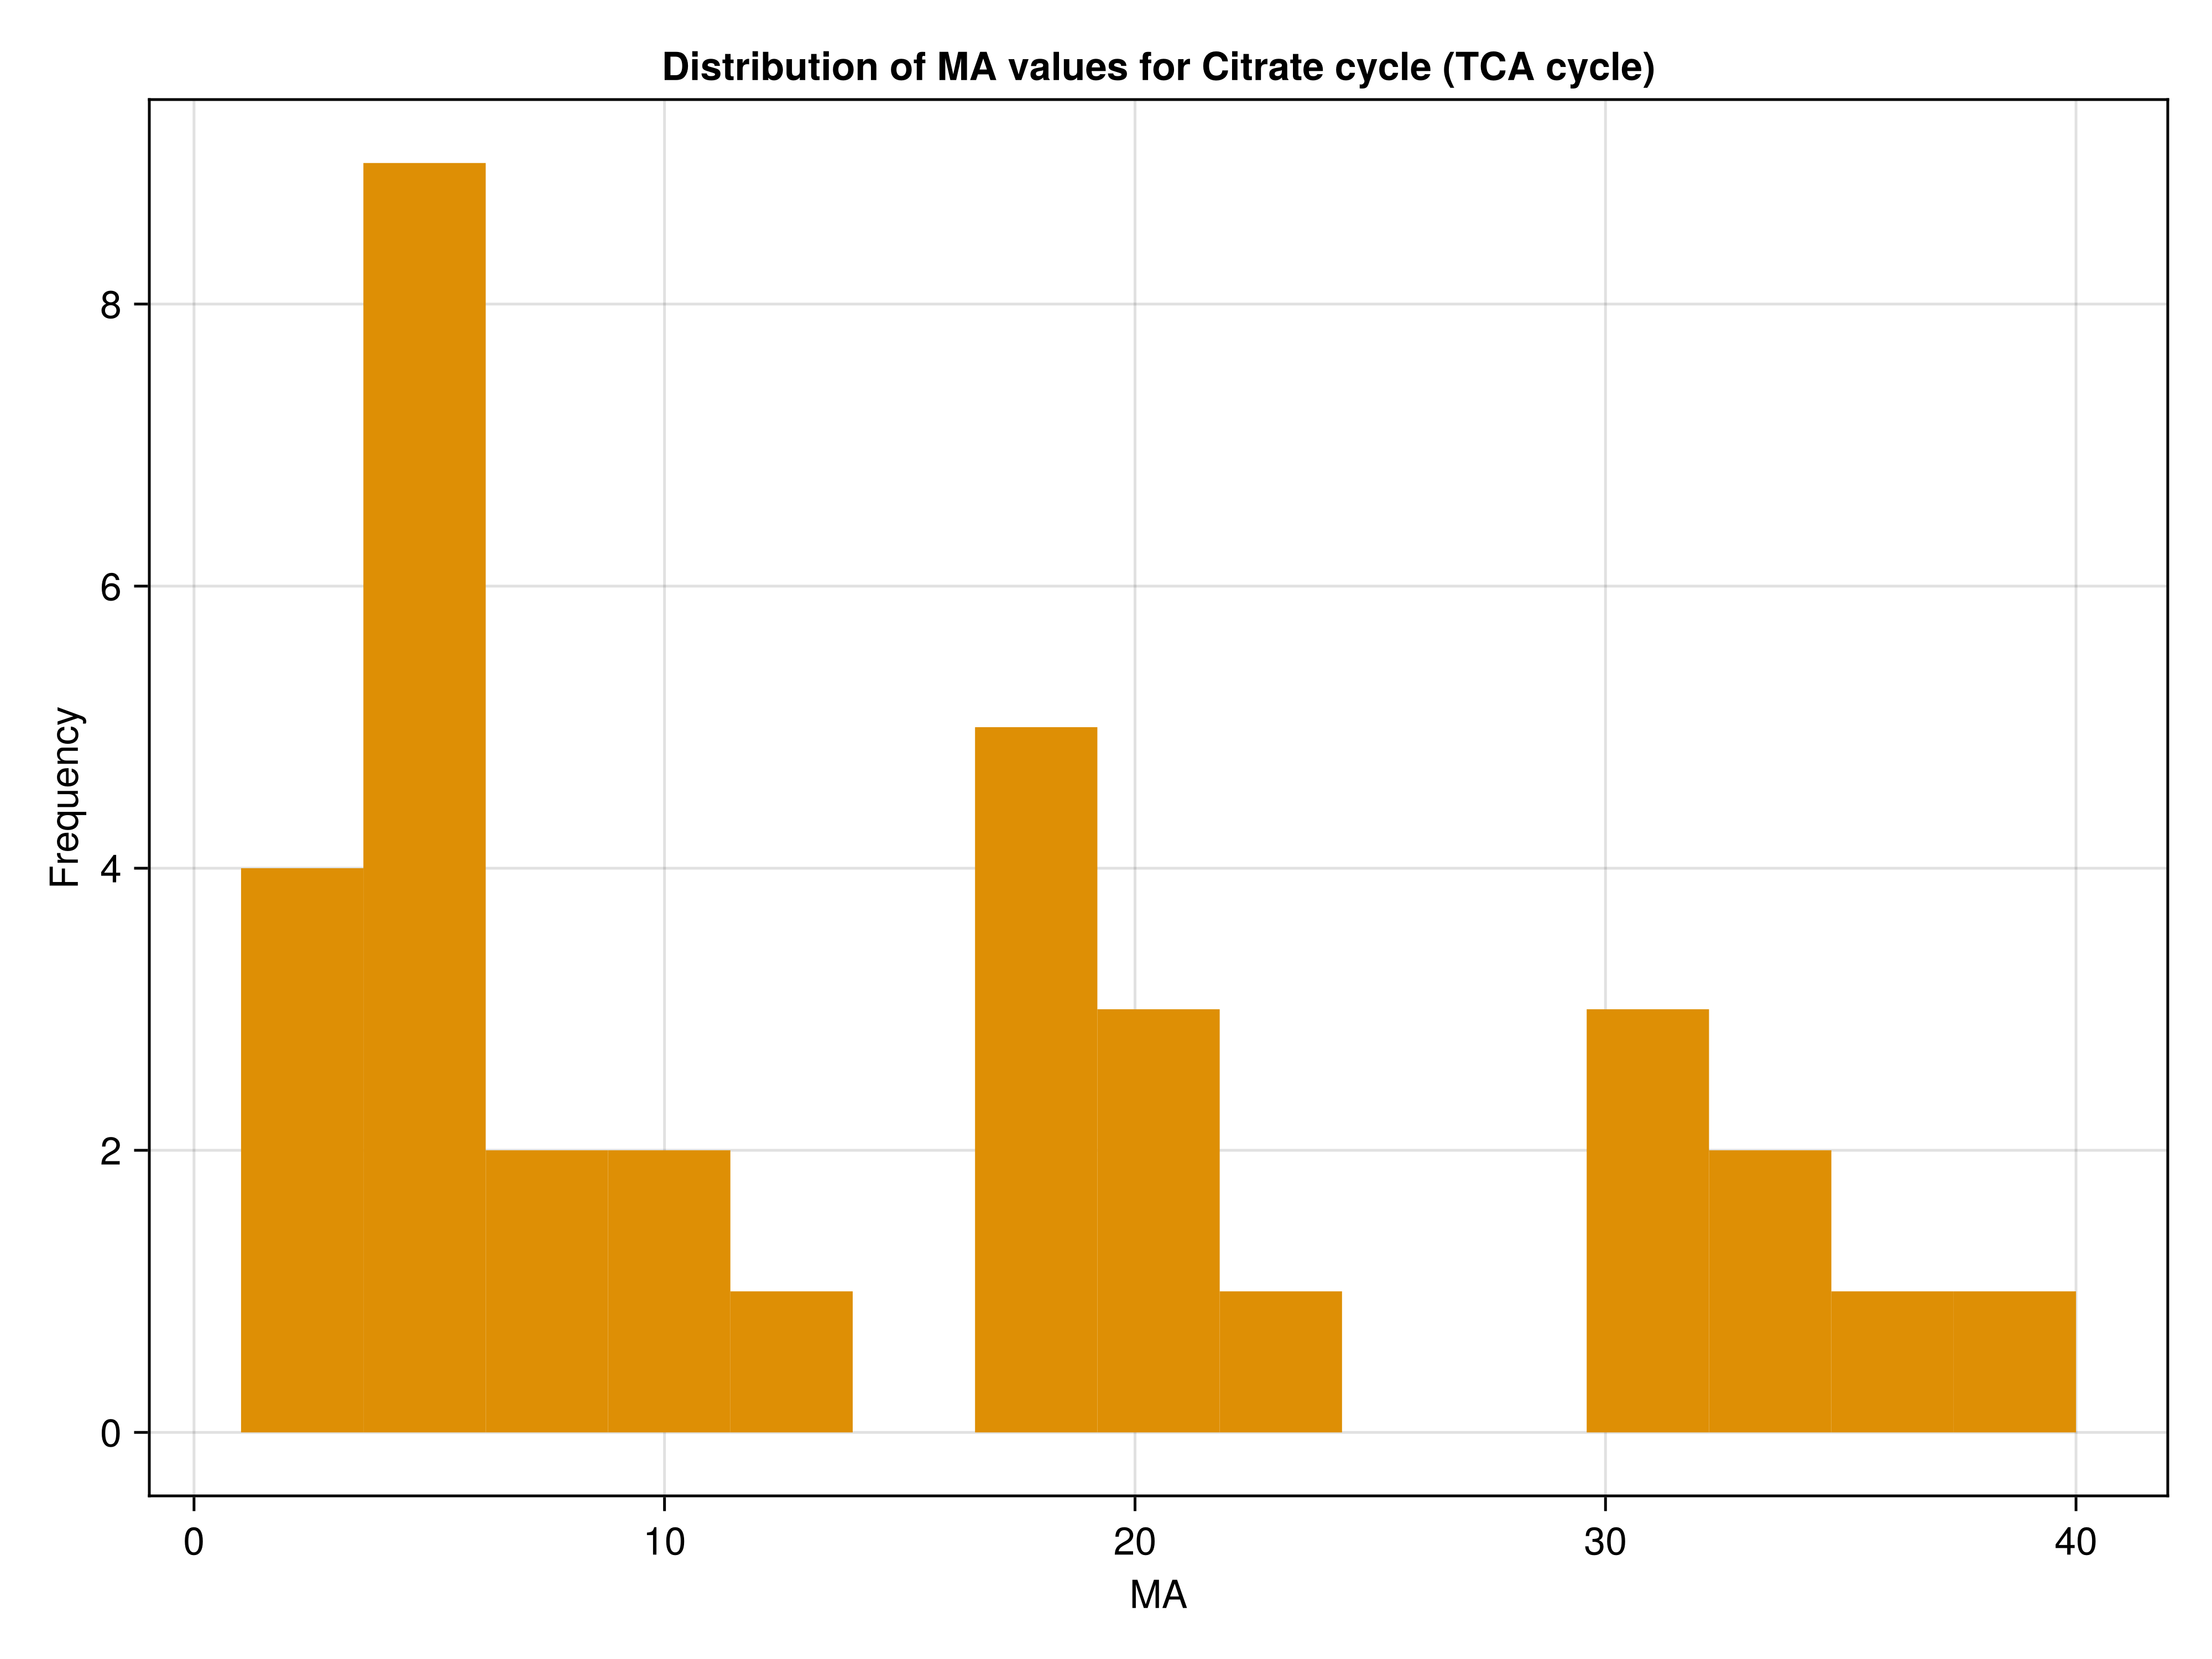 Distribution of MA values for Citrate cycle (TCA cycle)
Frequency
8
6
4
2
0
0 10 20 30 40
MA